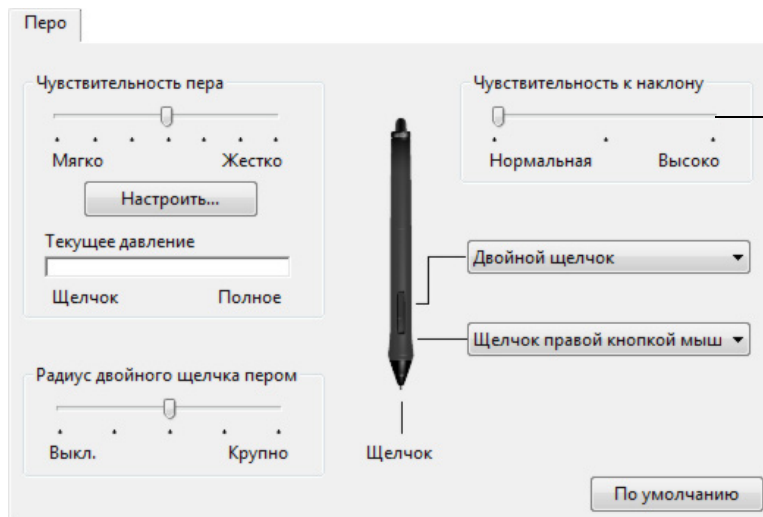 Перо
Чувствительность пера
Мягко Жестко
Настроить...
Текущее давление
Щелчок Полное
Радиус двойного щелчка пером
Выкл. Крупно
Щелчок
Чувствительность к наклону
Нормальная Высоко
Двойной щелчок
Щелчок правой кнопкой мыш
По умолчанию